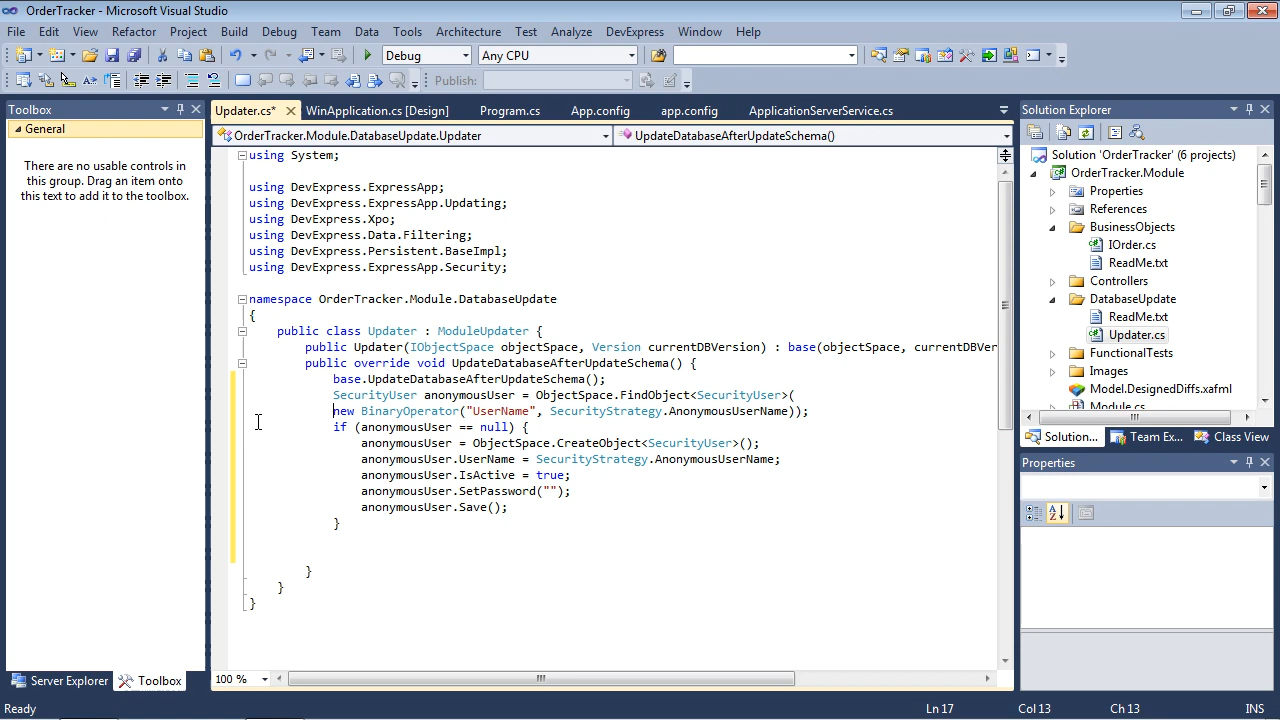 OrderTracker - Microsoft Visual Studio
File Edit View Refactor Project Build Debug Team Data Tools Architecture Test Analyze DevExpress Window Help
Debug Any CPU
Publish:
Toolbox
General
There are no usable controls in this group. Drag an item onto this text to add it to the toolbox.
Server Explorer Toolbox
Updater.cs* WinApplication.cs [Design] Program.cs App.config app.config ApplicationServerService.cs
OrderTracker.Module.DatabaseUpdate.Updater UpdateDatabaseAfterUpdateSchema()
using System;
using DevExpress.ExpressApp;
using DevExpress.ExpressApp.Updating;
using DevExpress.Xpo;
using DevExpress.Data.Filtering;
using DevExpress.Persistent.BaseImpl;
using DevExpress.ExpressApp.Security;
namespace OrderTracker.Module.DatabaseUpdate
{
public class Updater : ModuleUpdater {
public Updater(IObjectSpace objectSpace, Version currentDBVersion) : base(objectSpace, currentDBVer
public override void UpdateDatabaseAfterUpdateSchema() {
base.UpdateDatabaseAfterUpdateSchema();
SecurityUser anonymousUser = ObjectSpace.FindObject<SecurityUser>(
new BinaryOperator("UserName", SecurityStrategy.AnonymousUserName));
if (anonymousUser == null) {
anonymousUser = ObjectSpace.CreateObject<SecurityUser>();
anonymousUser.UserName = SecurityStrategy.AnonymousUserName;
anonymousUser.IsActive = true;
anonymousUser.SetPassword("");
anonymousUser.Save();
}
}
}
}
100 %
Solution Explorer
Solution 'OrderTracker' (6 projects)
OrderTracker.Module
Properties
References
BusinessObjects
IOrder.cs
ReadMe.txt
Controllers
DatabaseUpdate
ReadMe.txt
Updater.cs
FunctionalTests
Images
Model.DesignedDiffs.xafml
Module.cs
Solution... Team Ex... Class View
Properties
Ready Ln 17 Col 13 Ch 13 INS